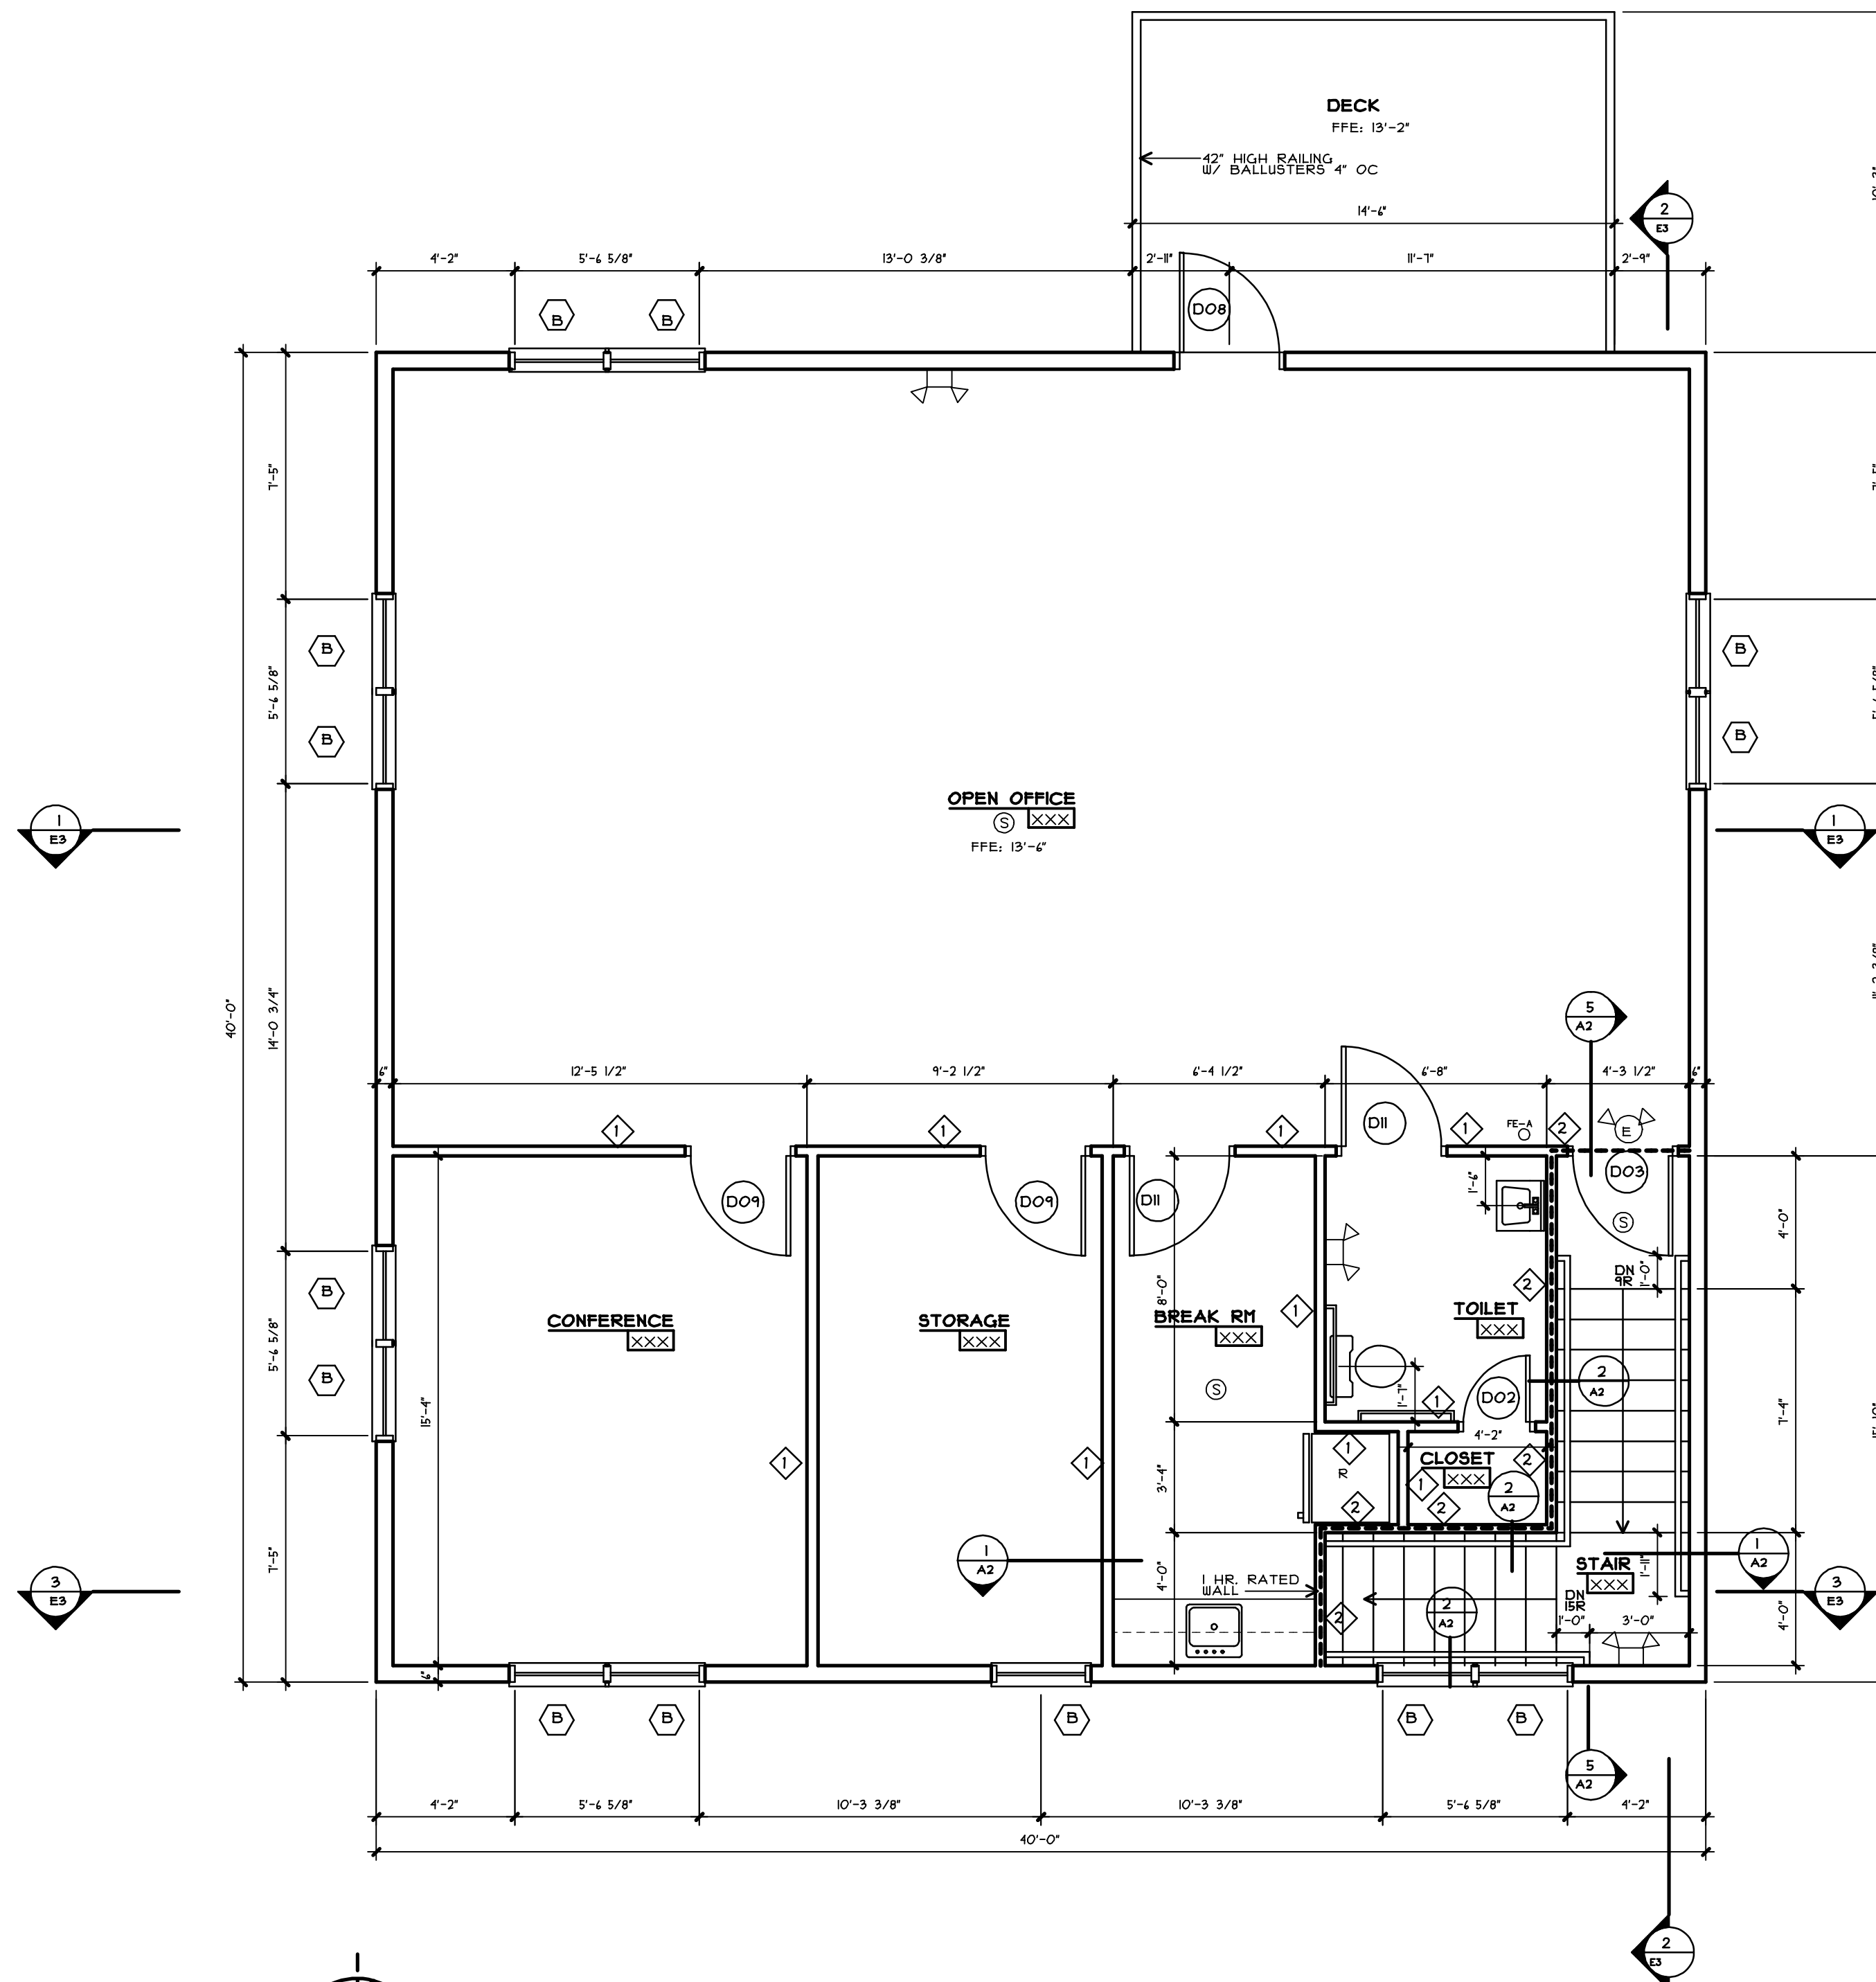 DECK
FFE: 13'-2"
42" HIGH RAILING
W/ BALLUSTERS 4" OC
14'-6"
2
E3
4'-2"
5'-6 5/8"
13'-0 3/8"
2'-11"
11'-7"
2'-9"
B
B
D08
7'-5"
B
B
5'-6 5/8"
B
B
OPEN OFFICE
S
XXX
FFE: 13'-6"
1
E3
1
E3
40'-0"
14'-0 3/4"
5
A2
6"
12'-5 1/2"
9'-2 1/2"
6'-4 1/2"
6'-8"
4'-3 1/2"
6"
1
1
1
D11
1
FE-A
2
E
D09
D09
D11
1'-6"
D03
S
4'-0"
DN
9R
1'-0"
B
B
5'-6 5/8"
CONFERENCE
XXX
STORAGE
XXX
8'-0"
BREAK RM
XXX
1
TOILET
XXX
2
S
15'-4"
1'-7"
1
D02
2
A2
7'-4"
1
1
3'-4"
1
R
2
4'-2"
CLOSET
XXX
1
2
2
2
A2
7'-5"
1
A2
4'-0"
1 HR. RATED
WALL
2
2
A2
STAIR
XXX
1'-11"
DN
15R
1'-0"
3'-0"
1
A2
4'-0"
3
E3
3
E3
6"
B
B
B
B
B
5
A2
4'-2"
5'-6 5/8"
10'-3 3/8"
10'-3 3/8"
5'-6 5/8"
4'-2"
40'-0"
2
E3